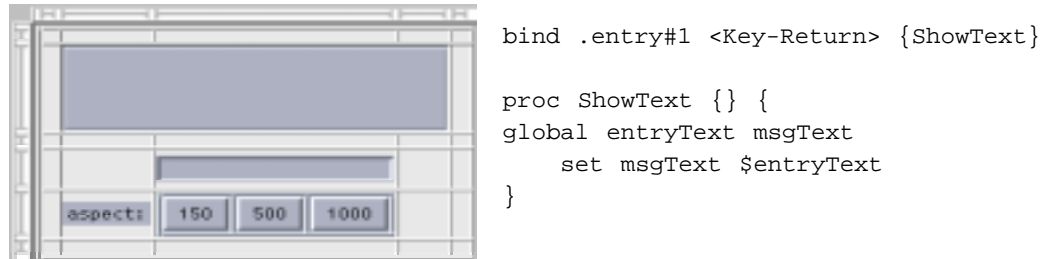 aspect: 150 500 1000
bind .entry#1 <Key-Return> {ShowText}
proc ShowText {} {
global entryText msgText
    set msgText $entryText
}